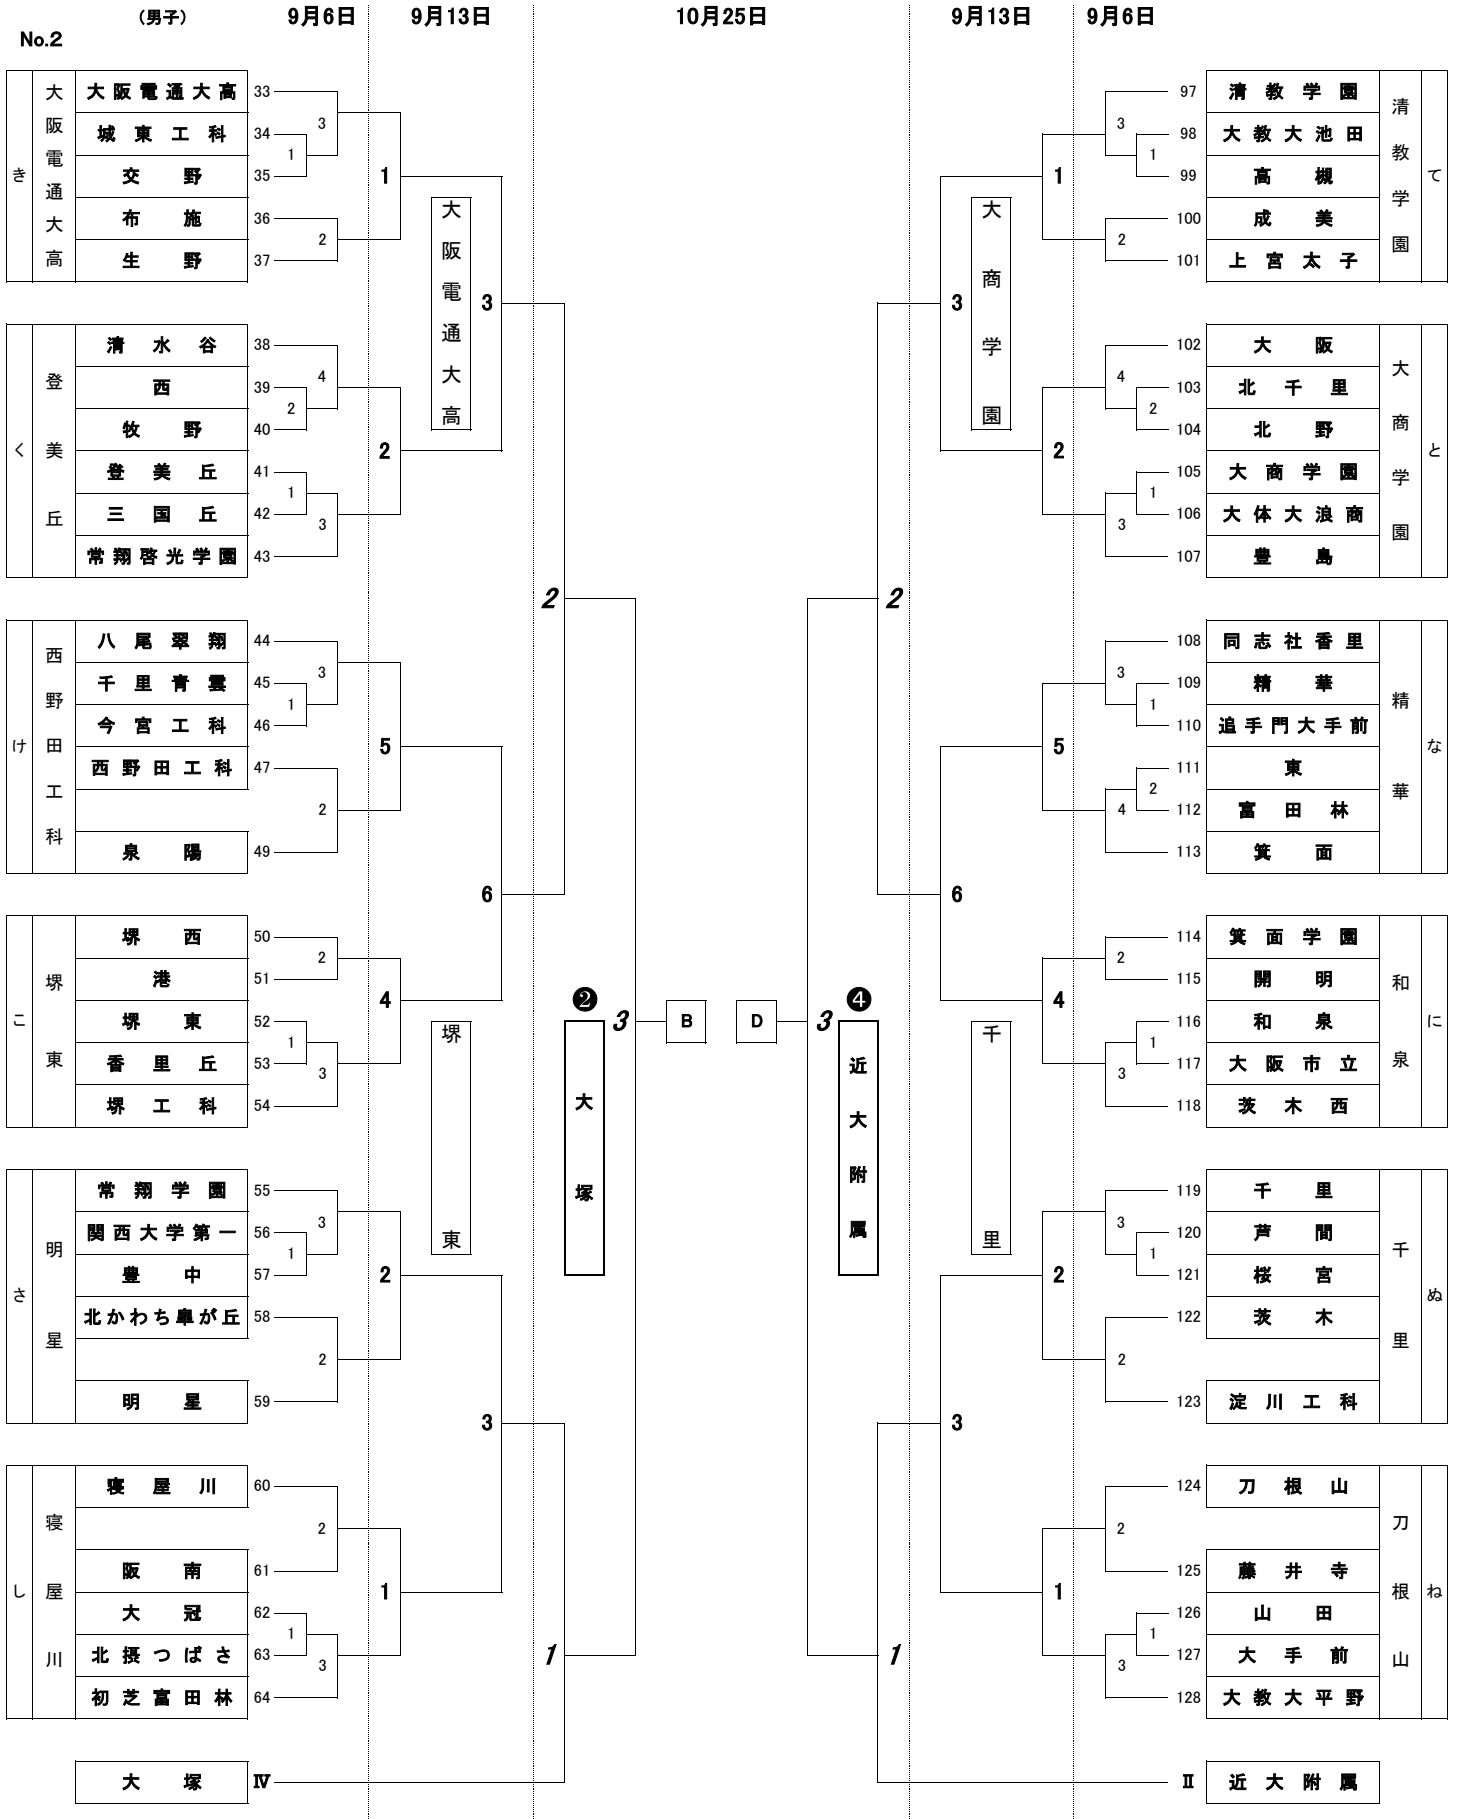 (男子) 9月6日 9月13日 10月25日 9月13日 9月6日
No.2
き
大阪電通大高
大阪電通大高 33
城東工科 34
交野 35
布施 36
生野 37
3
1
2
1
大阪電通大高
3
く
登美丘
清水谷 38
西 39
牧野 40
登美丘 41
三国丘 42
常翔啓光学園 43
4
2
1
3
2
2
け
西野田工科
八尾翠翔 44
千里青雲 45
今宮工科 46
西野田工科 47
泉陽 49
3
1
2
5
6
こ
堺東
堺西 50
港 51
堺東 52
香里丘 53
堺工科 54
2
1
3
4
堺東
❷
大塚
3
B
さ
明星
常翔学園 55
関西大学第一 56
豊中 57
北かわち皐が丘 58
明星 59
3
1
2
2
3
し
寝屋川
寝屋川 60
阪南 61
大冠 62
北摂つばさ 63
初芝富田林 64
2
1
3
1
1
大塚 Ⅳ
97 清教学園
98 大教大池田
99 高槻
100 成美
101 上宮太子
清教学園
て
3
1
2
1
大商学園
3
102 大阪
103 北千里
104 北野
105 大商学園
106 大体大浪商
107 豊島
大商学園
と
4
2
1
3
2
2
108 同志社香里
109 精華
110 追手門大手前
111 東
112 富田林
113 箕面
精華
な
3
1
2
4
5
6
114 箕面学園
115 開明
116 和泉
117 大阪市立
118 茨木西
和泉
に
2
1
3
4
千里
❹
近大附属
3
D
119 千里
120 芦間
121 桜宮
122 茨木
123 淀川工科
千里
ぬ
3
1
2
2
3
124 刀根山
125 藤井寺
126 山田
127 大手前
128 大教大平野
刀根山
ね
2
1
3
1
1
Ⅱ 近大附属